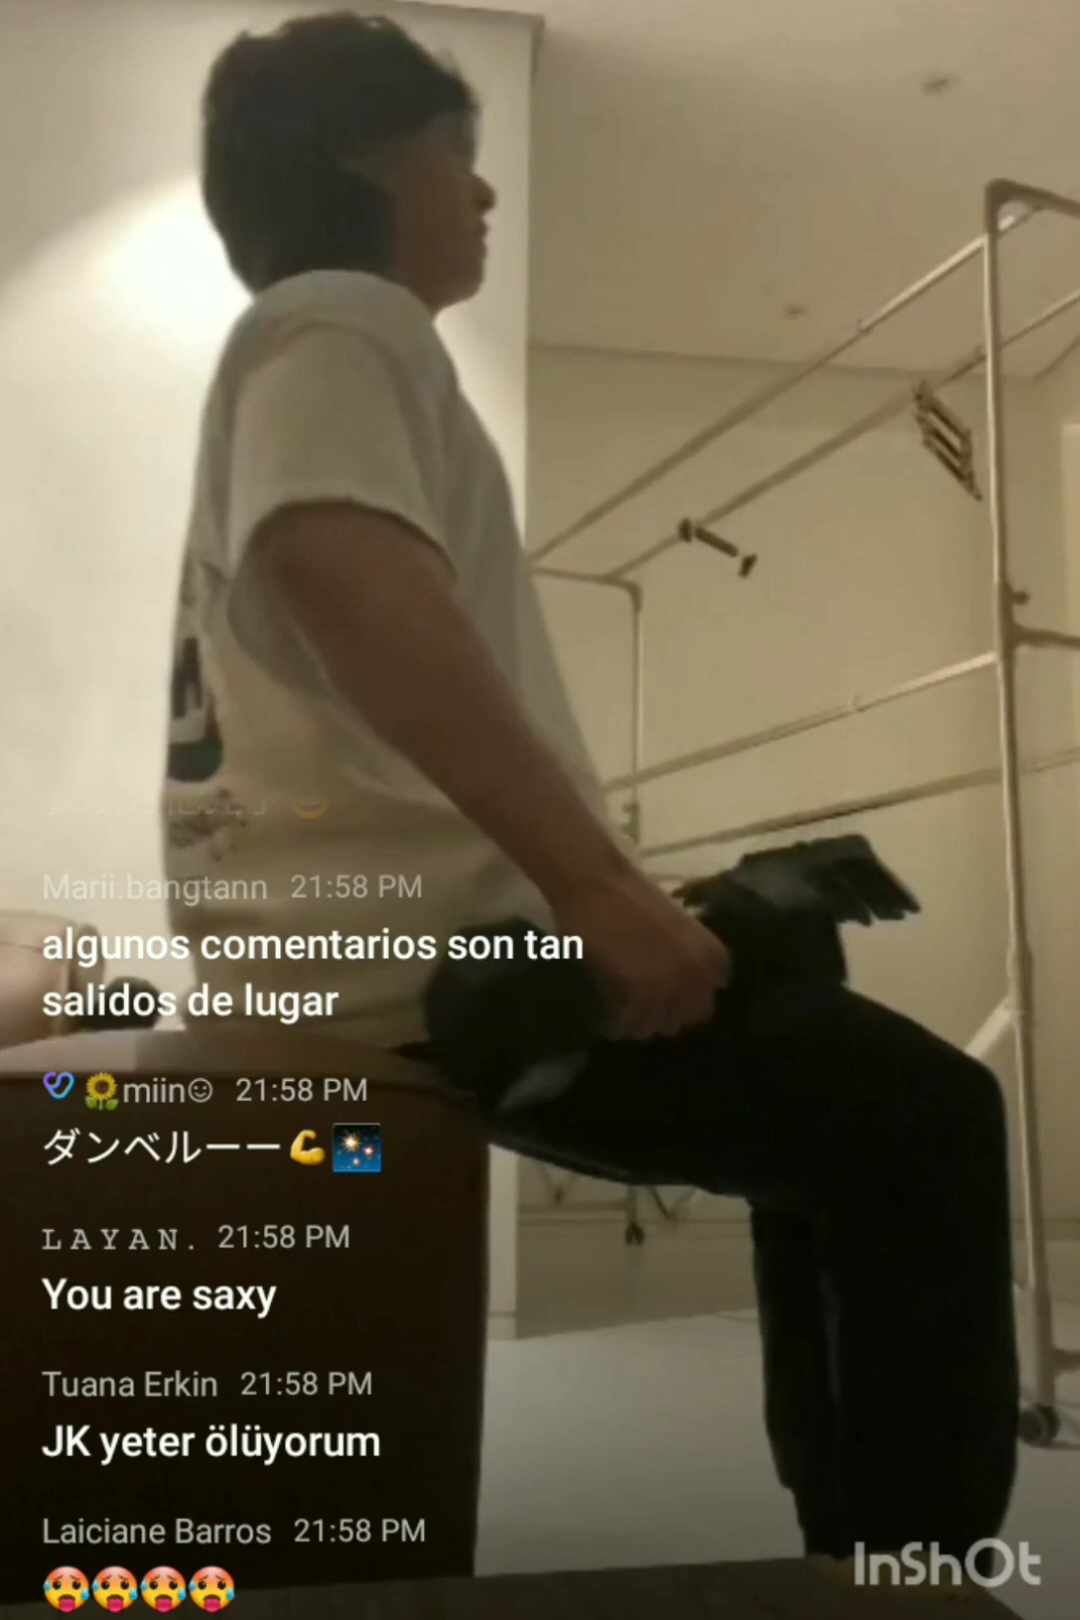 Marii.bangtann 21:58 PM
algunos comentarios son tan
salidos de lugar
miin☺ 21:58 PM
ダンベルーー💪🎇
L A Y A N . 21:58 PM
You are saxy
Tuana Erkin 21:58 PM
JK yeter ölüyorum
Laiciane Barros 21:58 PM
🥵🥵🥵🥵
InShOt